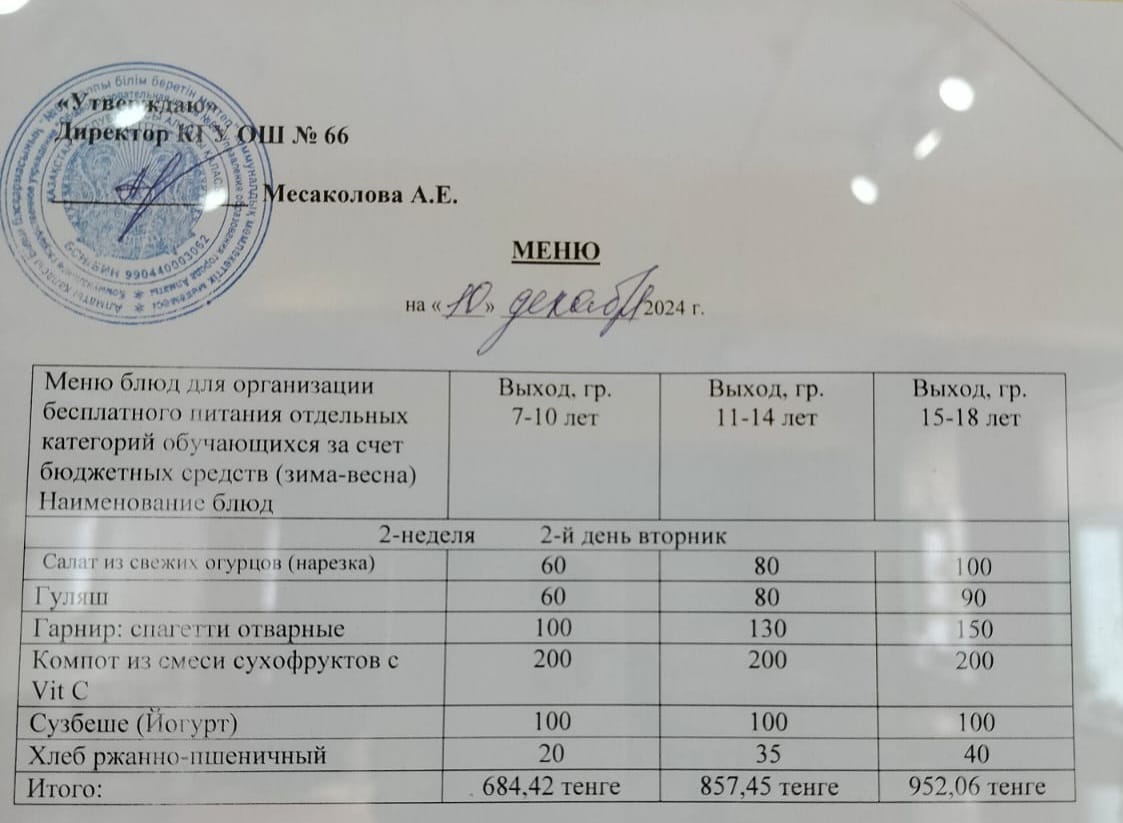 «Утверждаю»
Директор КГУ ОШ № 66
Месаколова А.Е.
БСН/БИН 990440003062
МЕНЮ
на «10» декабря 2024 г.
Меню блюд для организации бесплатного питания отдельных категорий обучающихся за счет бюджетных средств (зима-весна) Наименование блюд | Выход, гр. 7-10 лет | Выход, гр. 11-14 лет | Выход, гр. 15-18 лет
2-неделя 2-й день вторник
Салат из свежих огурцов (нарезка) 60 80 100
Гуляш 60 80 90
Гарнир: спагетти отварные 100 130 150
Компот из смеси сухофруктов с 200 200 200
Vit C
Сузбеше (Йогурт) 100 100 100
Хлеб ржанно-пшеничный 20 35 40
Итого: 684,42 тенге 857,45 тенге 952,06 тенге